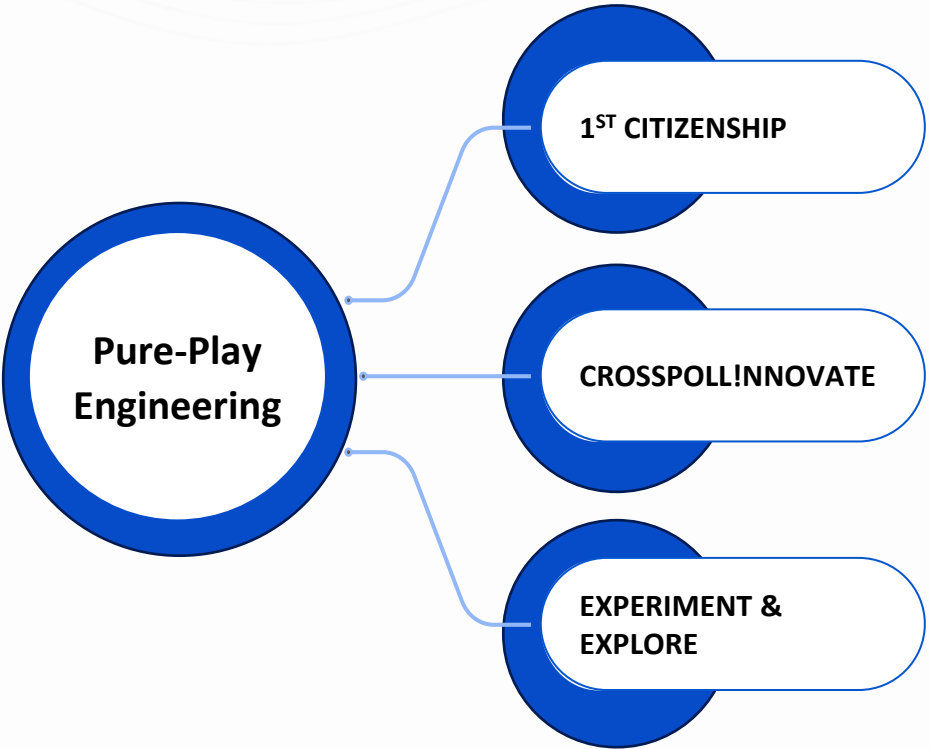 Pure-Play
Engineering
1ST CITIZENSHIP
CROSSPOLL!NNOVATE
EXPERIMENT &
EXPLORE